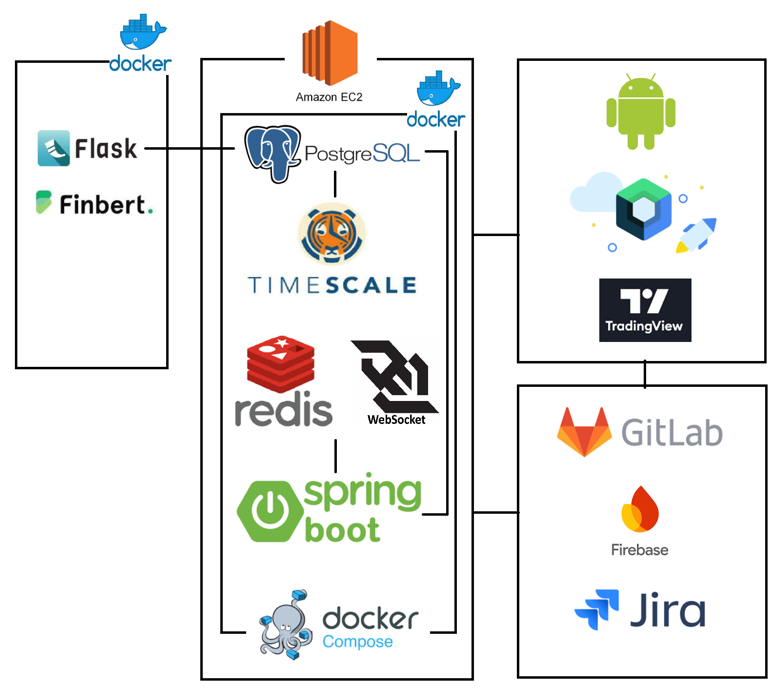 docker
Amazon EC2
docker
Flask
PostgreSQL
Finbert.
TIMESCALE
TradingView
redis
WebSocket
GitLab
spring
boot
Firebase
docker
Compose
Jira